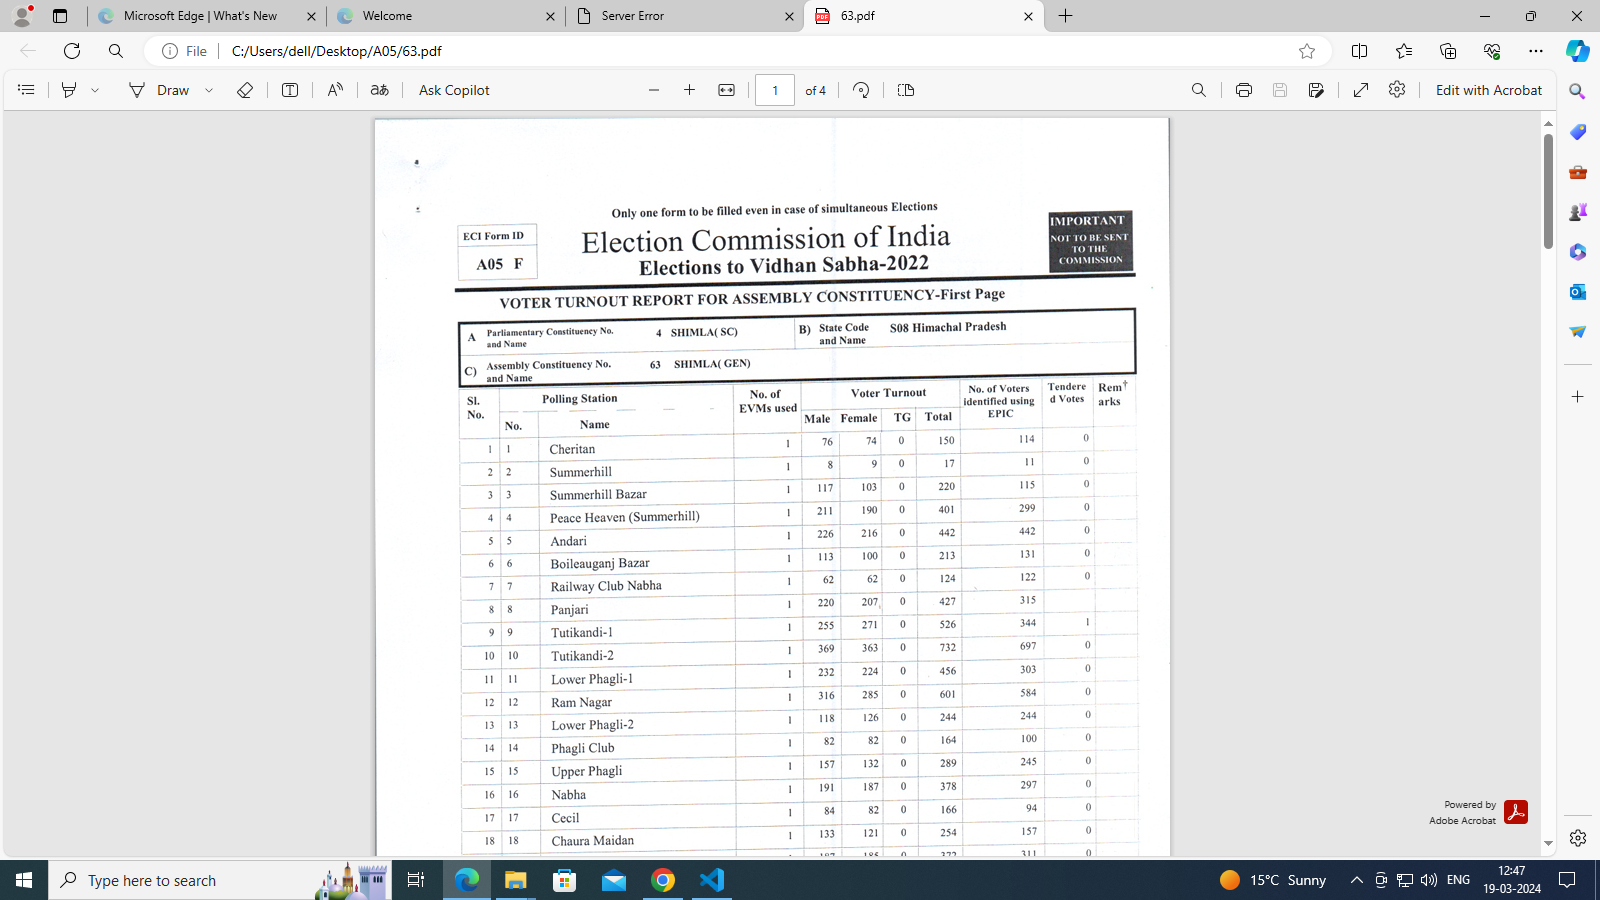 Microsoft Edge | What's New
Welcome
Server Error
63.pdf
File
C:/Users/dell/Desktop/A05/63.pdf
Draw
Ask Copilot
1
of 4
Edit with Acrobat
Only one form to be filled even in case of simultaneous Elections
ECI Form ID
A05 F
Election Commission of India
Elections to Vidhan Sabha-2022
IMPORTANT
NOT TO BE SENT
TO THE
COMMISSION
VOTER TURNOUT REPORT FOR ASSEMBLY CONSTITUENCY-First Page
A Parliamentary Constituency No. and Name 4 SHIMLA( SC) B) State Code and Name S08 Himachal Pradesh
C) Assembly Constituency No. and Name 63 SHIMLA( GEN)
Sl. No. Polling Station No. of EVMs used Voter Turnout No. of Voters identified using EPIC Tendere d Votes Rem† arks
No. Name Male Female TG Total
1 1 Cheritan 1 76 74 0 150 114 0
2 2 Summerhill 1 8 9 0 17 11 0
3 3 Summerhill Bazar 1 117 103 0 220 115 0
4 4 Peace Heaven (Summerhill) 1 211 190 0 401 299 0
5 5 Andari 1 226 216 0 442 442 0
6 6 Boileauganj Bazar 1 113 100 0 213 131 0
7 7 Railway Club Nabha 1 62 62 0 124 122 0
8 8 Panjari 1 220 207 0 427 315
9 9 Tutikandi-1 1 255 271 0 526 344 1
10 10 Tutikandi-2 1 369 363 0 732 697 0
11 11 Lower Phagli-1 1 232 224 0 456 303 0
12 12 Ram Nagar 1 316 285 0 601 584 0
13 13 Lower Phagli-2 1 118 126 0 244 244 0
14 14 Phagli Club 1 82 82 0 164 100 0
15 15 Upper Phagli 1 157 132 0 289 245 0
16 16 Nabha 1 191 187 0 378 297 0
17 17 Cecil 1 84 82 0 166 94 0
18 18 Chaura Maidan 1 133 121 0 254 157 0
Powered by
Adobe Acrobat
Type here to search
15°C Sunny
ENG
12:47
19-03-2024